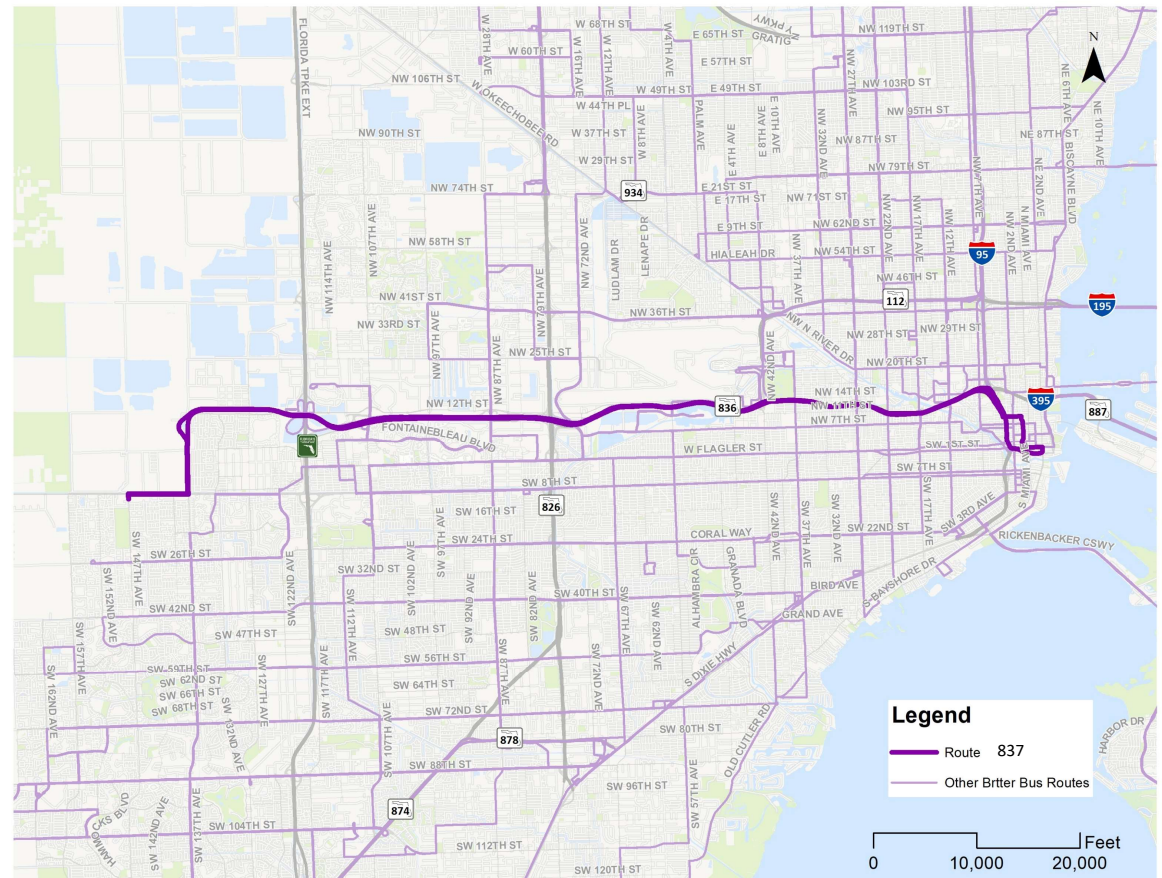 W 68TH ST
W 28TH AVE
W 16TH AVE
W 12TH AVE
W 4TH AVE
E 65TH ST
GRATIG
NY PKWY
NW 119TH ST
N
FLORIDA TPKE EXT
W 60TH ST
E 57TH ST
NW 27TH AVE
NE 6TH AVE
NW 106TH ST
W OKEECHOBEE RD
W 49TH ST
E 49TH ST
NW 103RD ST
W 44TH PL
PALM AVE
E 10TH AVE
NW 95TH ST
NE 10TH AVE
NW 90TH ST
W 37TH ST
W 8TH AVE
E 4TH AVE
E 8TH AVE
NW 32ND AVE
NW 87TH ST
NE 87TH ST
W 29TH ST
NW 79TH ST
NW 7TH AVE
NE 2ND AVE
BISCAYNE BLVD
NW 74TH ST
934
E 21ST ST
E 17TH ST
NW 71ST ST
NW 114TH AVE
NW 107TH AVE
NW 72ND AVE
LUDLAM DR
LENAPE DR
E 9TH ST
NW 62ND ST
NW 22ND AVE
NW 17TH AVE
NW 12TH AVE
NW 2ND AVE
N MIAMI AVE
NW 58TH ST
HIALEAH DR
NW 37TH AVE
NW 54TH ST
95
NW 46TH ST
NW 41ST ST
NW 79TH AVE
NW 36TH ST
112
195
NW 33RD ST
NW 97TH AVE
NW 87TH AVE
NW 25TH ST
NW 42ND AVE
NW N RIVER DR
NW 28TH ST
NW 29TH ST
NW 20TH ST
NW 12TH ST
836
NW 14TH ST
NW 11TH ST
NW 7TH ST
395
887
FONTAINEBLEAU BLVD
W FLAGLER ST
SW 1ST ST
SW 8TH ST
SW 7TH ST
S MIAMI AVE
826
SW 16TH ST
SW 17TH AVE
SW 3RD AVE
SW 147TH AVE
SW 26TH ST
SW 152ND AVE
SW 122ND AVE
SW 24TH ST
SW 97TH AVE
CORAL WAY
SW 42ND AVE
SW 37TH AVE
SW 32ND AVE
SW 22ND ST
RICKENBACKER CSWY
SW 32ND ST
SW 102ND AVE
SW 92ND AVE
SW 82ND AVE
ALHAMBRA CIR
GRANADA BLVD
BIRD AVE
S BAYSHORE DR
SW 42ND ST
SW 121TH AVE
SW 40TH ST
SW 67TH AVE
SW 62ND AVE
GRAND AVE
SW 157TH AVE
SW 47TH ST
SW 48TH ST
SW 87TH AVE
SW 162ND AVE
SW 59TH ST
SW 62ND ST
SW 66TH ST
SW 68TH ST
SW 127TH AVE
SW 117TH AVE
SW 56TH ST
SW 64TH ST
SW 72ND AVE
S DIXIE HWY
SW 132ND AVE
SW 107TH AVE
SW 72ND ST
SW 80TH ST
OLD CUTLER RD
878
SW 88TH ST
SW 96TH ST
SW 57TH AVE
HARBOR DR
HAMMOCKS BLVD
SW 142ND AVE
SW 137TH AVE
874
SW 104TH ST
SW 112TH ST
SW 120TH ST
Legend
Route 837
Other Brtter Bus Routes
Feet
0 10,000 20,000